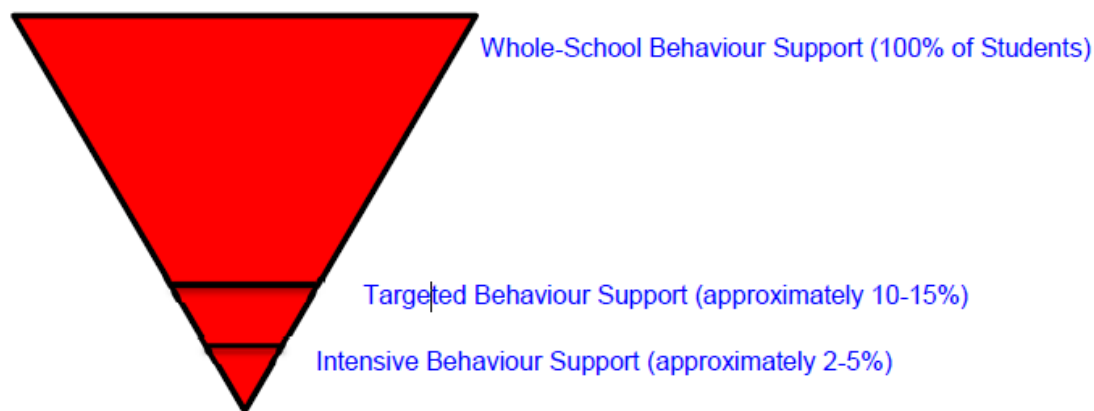 Whole-School Behaviour Support (100% of Students)
Targeted Behaviour Support (approximately 10-15%)
Intensive Behaviour Support (approximately 2-5%)